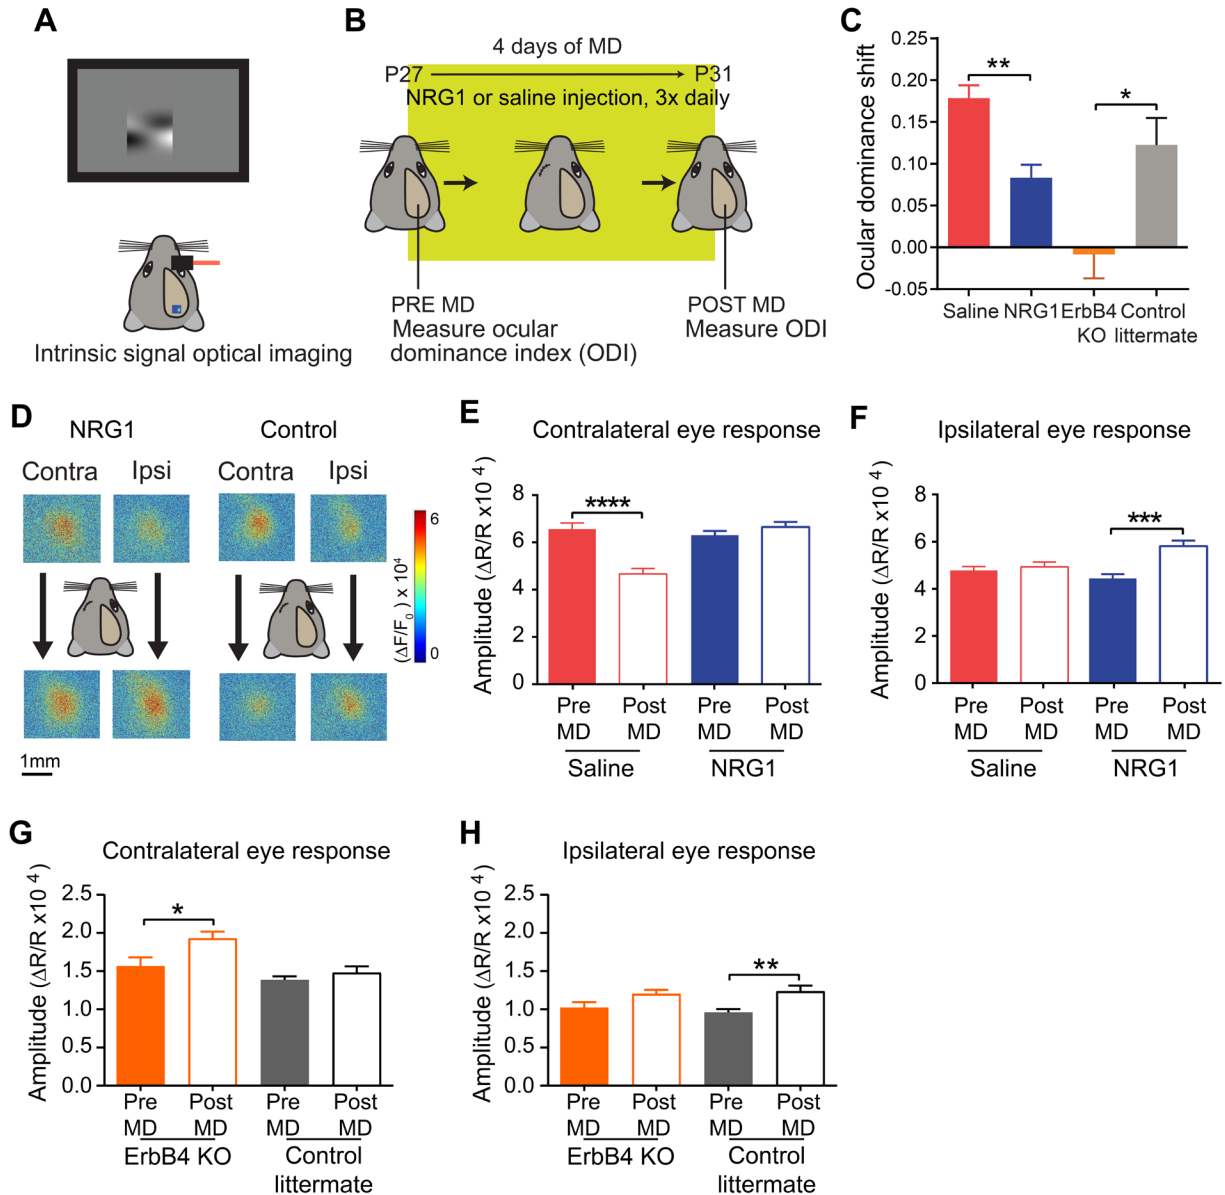 A
Intrinsic signal optical imaging
B
4 days of MD
P27
P31
NRG1 or saline injection, 3x daily
PRE MD
Measure ocular
dominance index (ODI)
POST MD
Measure ODI
C
Ocular dominance shift
0.25
0.20
0.15
0.10
0.05
0.00
-0.05
**
*
Saline
NRG1
ErbB4
KO
Control
littermate
D
NRG1
Control
Contra
Ipsi
Contra
Ipsi
6
0
(ΔF/F0 ) x 104
1mm
E
Contralateral eye response
Amplitude (ΔR/R x10 4 )
8
6
4
2
0
****
Pre
MD
Post
MD
Pre
MD
Post
MD
Saline
NRG1
F
Ipsilateral eye response
Amplitude (ΔR/R x10 4 )
8
6
4
2
0
***
Pre
MD
Post
MD
Pre
MD
Post
MD
Saline
NRG1
G
Contralateral eye response
Amplitude (ΔR/R x10 4 )
2.5
2.0
1.5
1.0
0.5
0.0
*
Pre
MD
Post
MD
Pre
MD
Post
MD
ErbB4 KO
Control
littermate
H
Ipsilateral eye response
Amplitude (ΔR/R x10 4 )
2.5
2.0
1.5
1.0
0.5
0.0
**
Pre
MD
Post
MD
Pre
MD
Post
MD
ErbB4 KO
Control
littermate